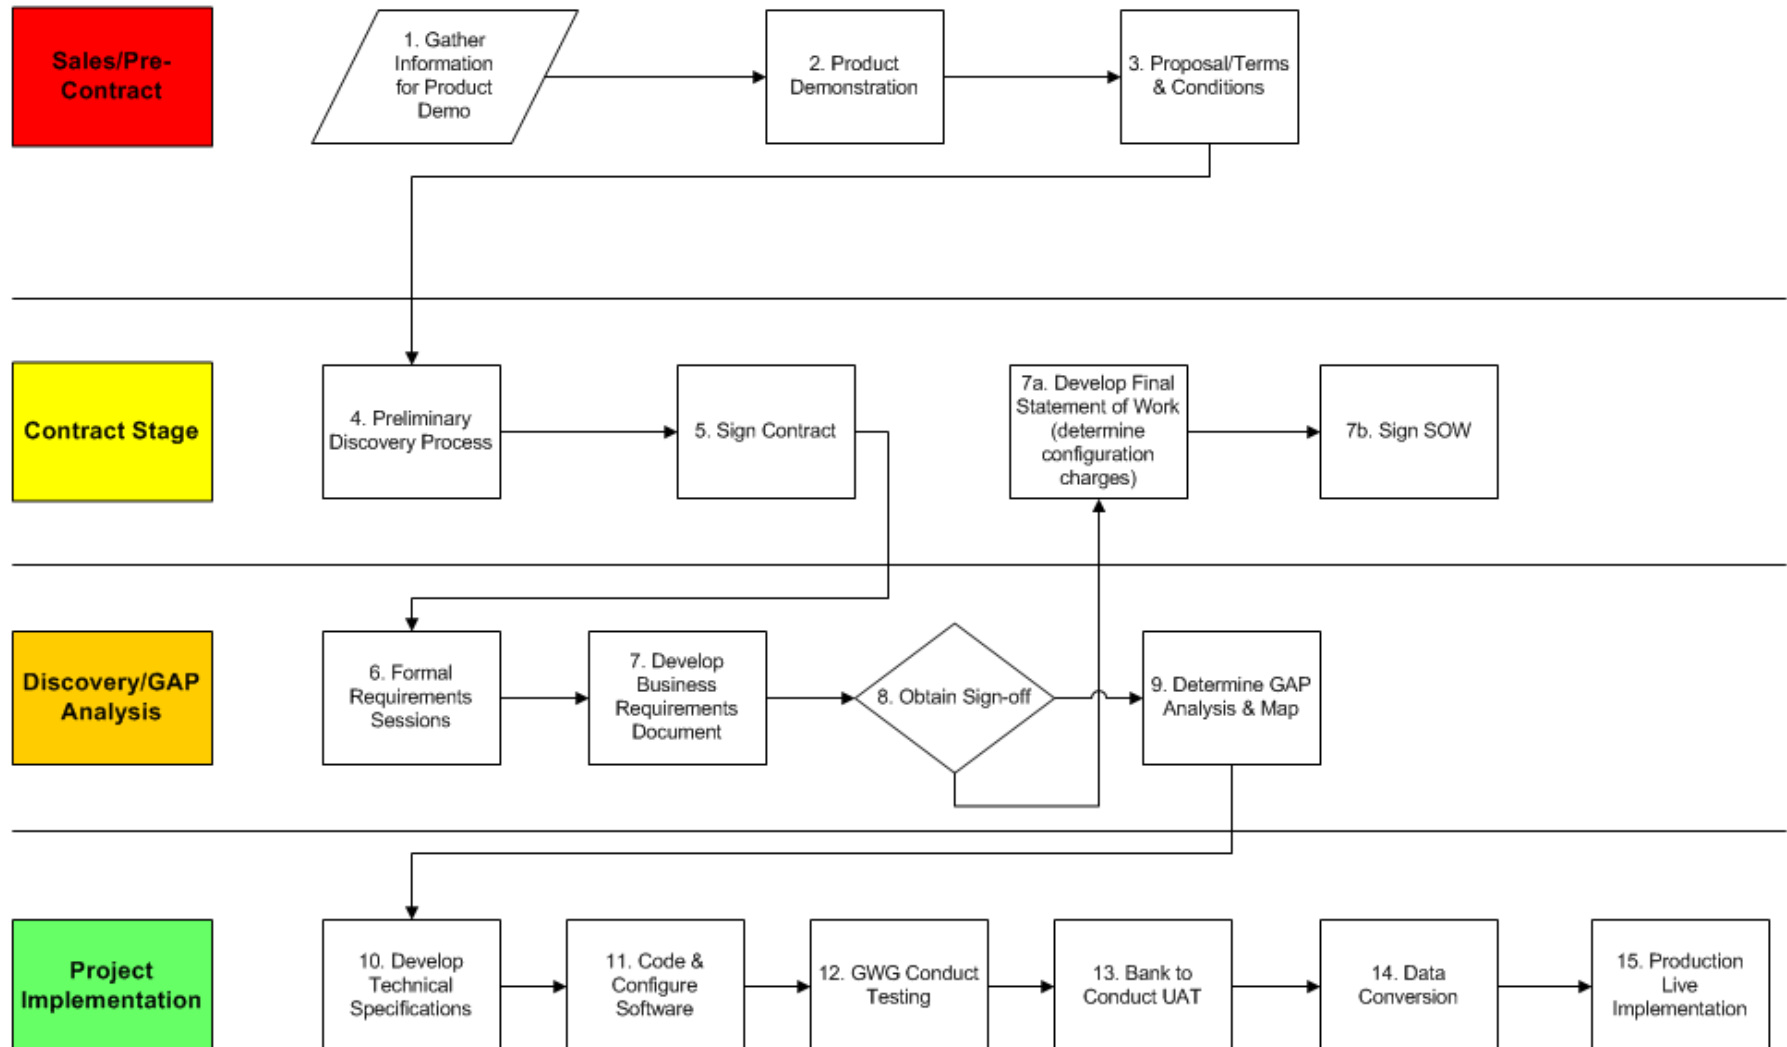 Sales/Pre-
Contract
1. Gather
Information
for Product
Demo
2. Product
Demonstration
3. Proposal/Terms
& Conditions
Contract Stage
4. Preliminary
Discovery Process
5. Sign Contract
7a. Develop Final
Statement of Work
(determine
configuration
charges)
7b. Sign SOW
Discovery/GAP
Analysis
6. Formal
Requirements
Sessions
7. Develop
Business
Requirements
Document
8. Obtain Sign-off
9. Determine GAP
Analysis & Map
Project
Implementation
10. Develop
Technical
Specifications
11. Code &
Configure
Software
12. GWG Conduct
Testing
13. Bank to
Conduct UAT
14. Data
Conversion
15. Production
Live
Implementation